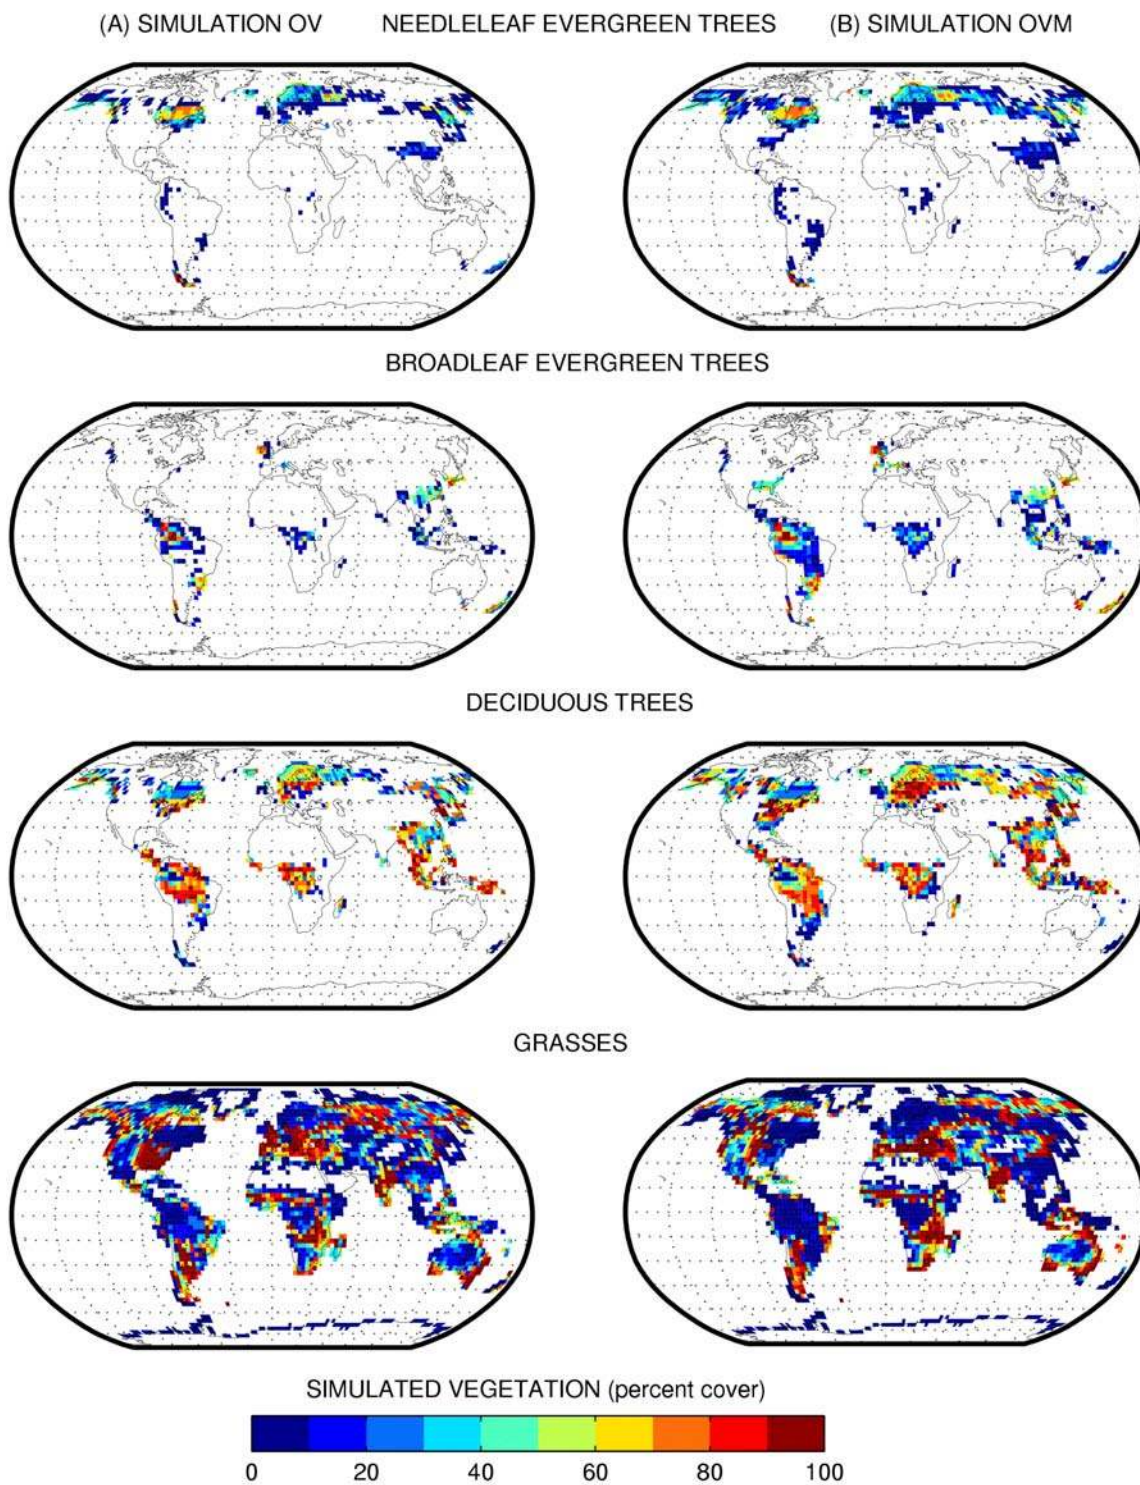 (A) SIMULATION OV NEEDLELEAF EVERGREEN TREES (B) SIMULATION OVM
BROADLEAF EVERGREEN TREES
DECIDUOUS TREES
GRASSES
SIMULATED VEGETATION (percent cover)
0 20 40 60 80 100